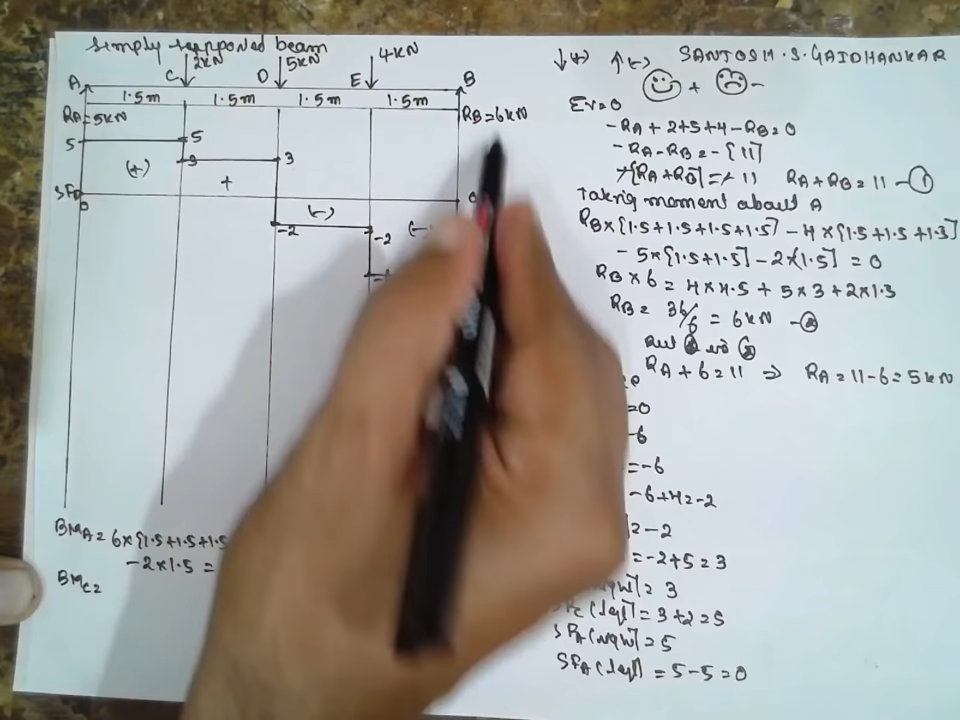 Simply supponed beam
2KN 5KN 4KN
A C D E B
1.5m 1.5m 1.5m 1.5m
RA=5KN RB=6KN
5 5
3 3
(+) +
SFD 0 0
(-) (-
-2 -2
BMA=6×{1.5+1.5+1.5
-2×1.5=
BMC=
↓(+) ↑(-) SANTOSH.S.GAIDHANKAR
+ -
Σv=0
-RA+2+5+4-RB=0
-RA-RB=-[11]
+[RA+RB]=+11 RA+RB=11-①
Taking moment about A
RB×[1.5+1.5+1.5+1.5]-4×[1.5+1.5+1.5]
-5×[1.5+1.5]-2×[1.5]=0
RB×6=4×4.5+5×3+2×1.5
RB=36/6=6KN-②
RA+6=11⇒ RA=11-6=5KN
=0
-6
=-6
-6+4=-2
=-2
=-2+5=3
=3
SFC(left)=3+2=5
SFA(right)=5
SFA(left)=5-5=0